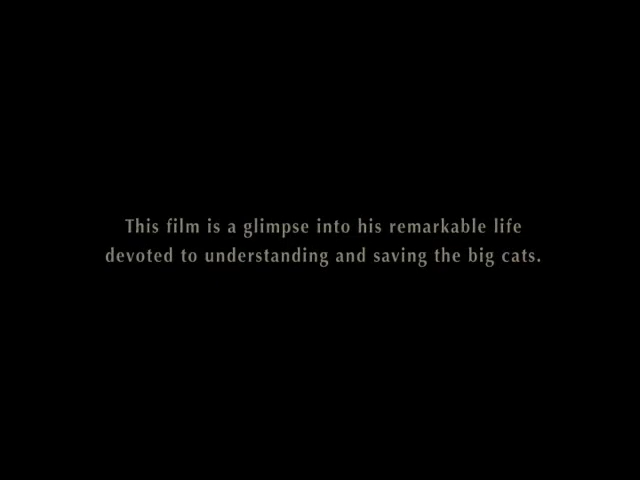 This film is a glimpse into his remarkable life
devoted to understanding and saving the big cats.